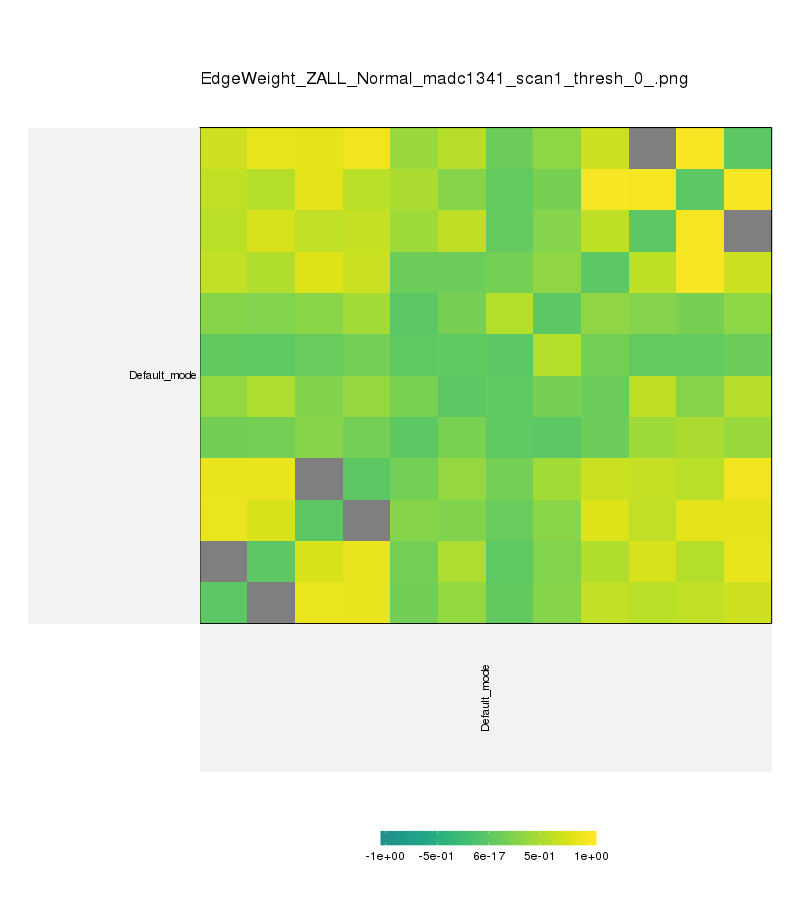 EdgeWeight_ZALL_Normal_madc1341_scan1_thresh_0_.png
Default_mode
Default_mode
-1e+00 -5e-01 6e-17 5e-01 1e+00